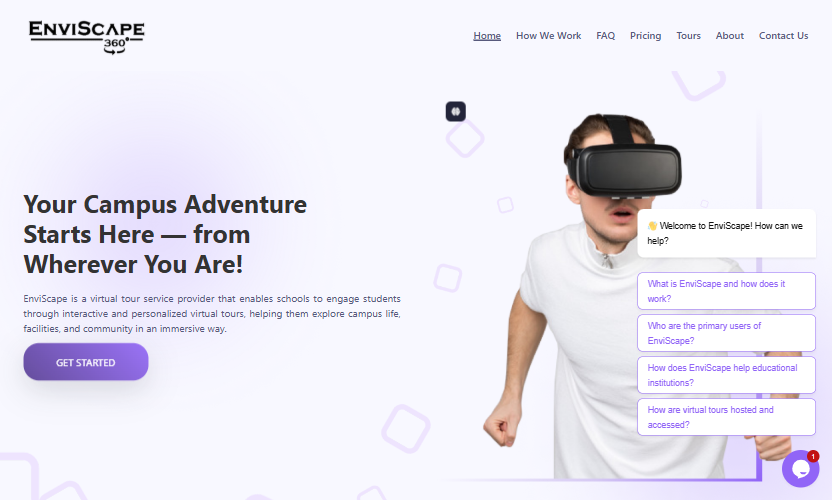 ENVISCAPE
360°
Home How We Work FAQ Pricing Tours About Contact Us
Your Campus Adventure
Starts Here — from
Wherever You Are!
EnviScape is a virtual tour service provider that enables schools to engage students
through interactive and personalized virtual tours, helping them explore campus life,
facilities, and community in an immersive way.
GET STARTED
👋 Welcome to EnviScape! How can we
help?
What is EnviScape and how does it
work?
Who are the primary users of
EnviScape?
How does EnviScape help educational
institutions?
How are virtual tours hosted and
accessed?
1